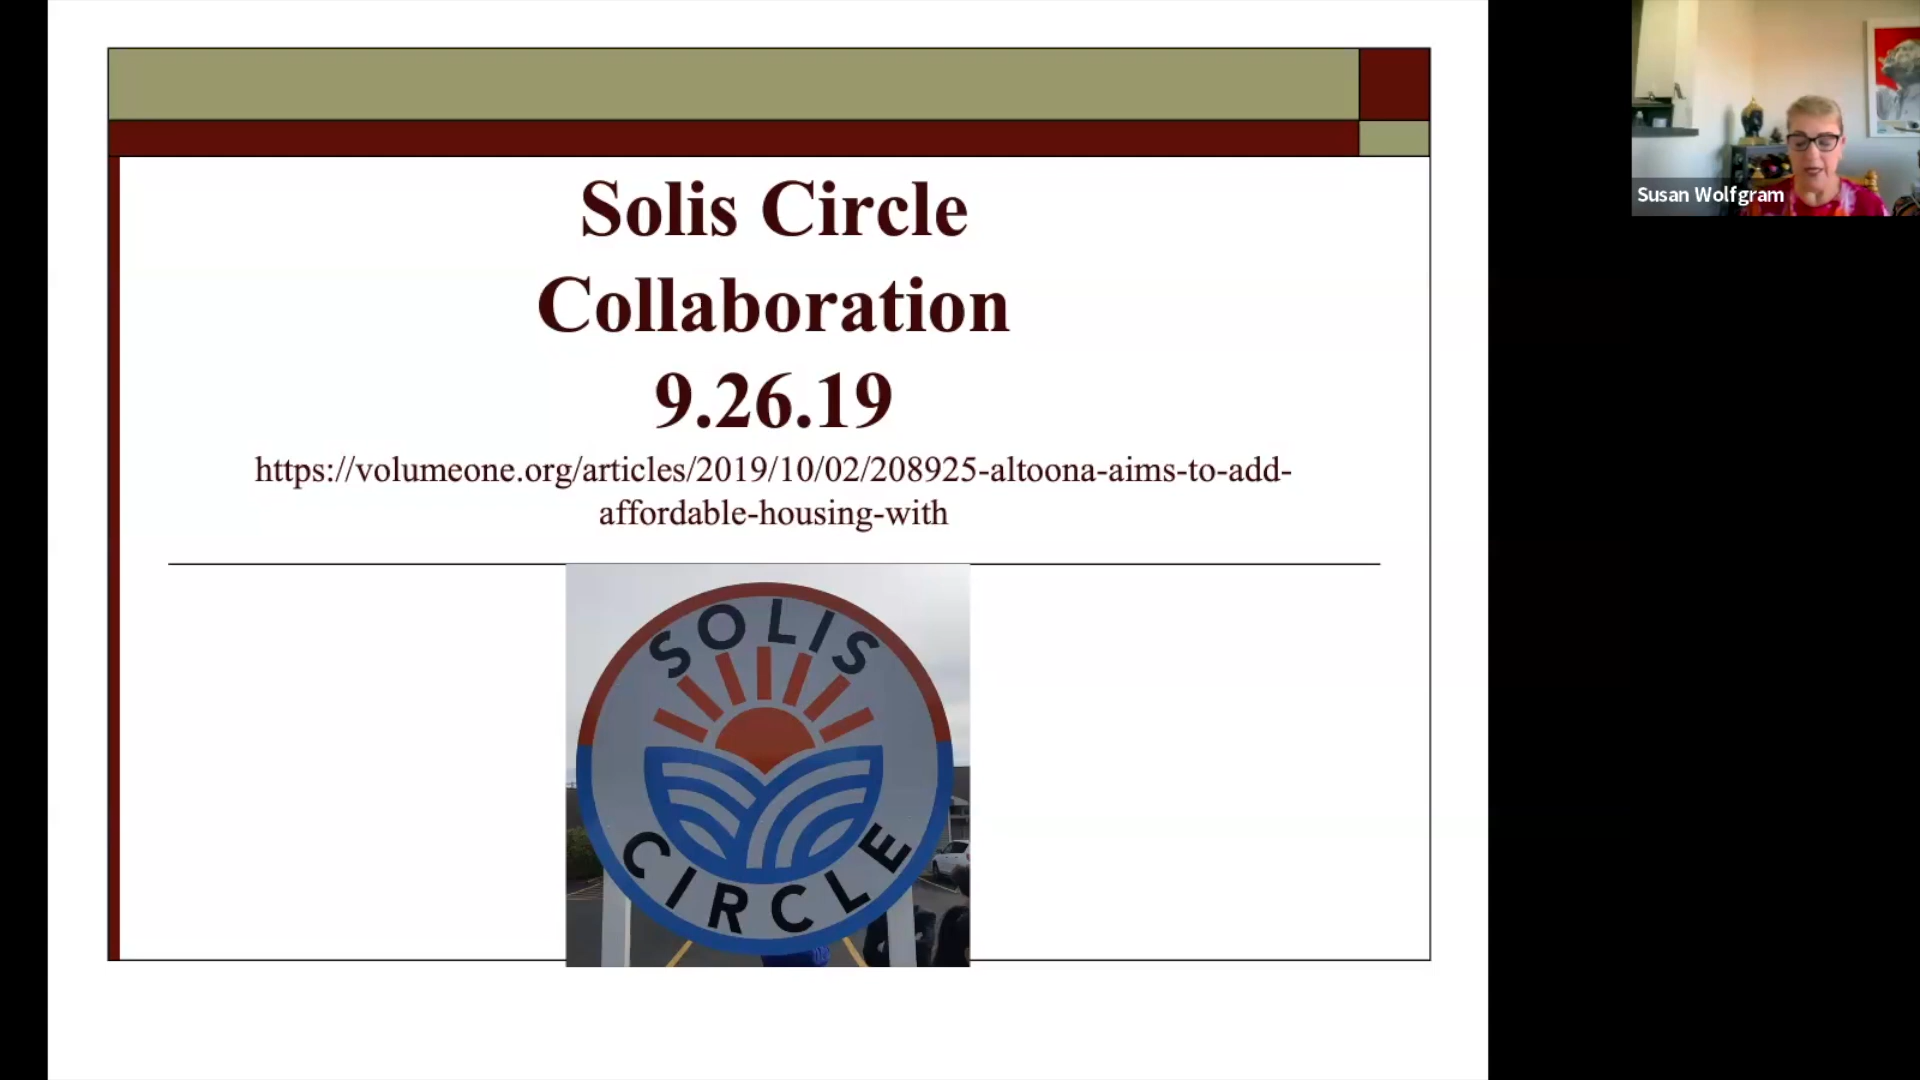 Solis Circle
Collaboration
9.26.19
https://volumeone.org/articles/2019/10/02/208925-altoona-aims-to-add-
affordable-housing-with
SOLIS
CIRCLE
Susan Wolfgram